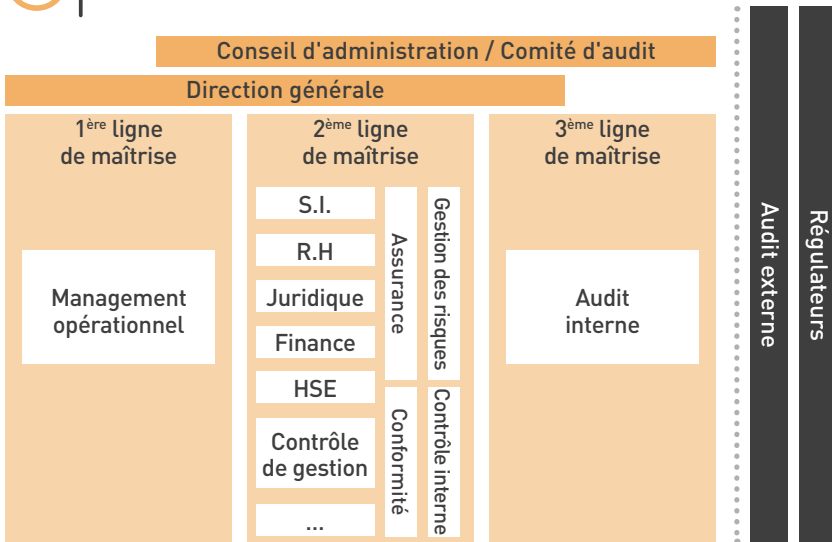 Conseil d'administration / Comité d'audit
Direction générale
1ère ligne
de maîtrise
2ème ligne
de maîtrise
3ème ligne
de maîtrise
Management
opérationnel
S.I.
R.H
Juridique
Finance
HSE
Contrôle
de gestion
...
Assurance
Conformité
Gestion des risques
Contrôle interne
Audit
interne
Audit externe
Régulateurs